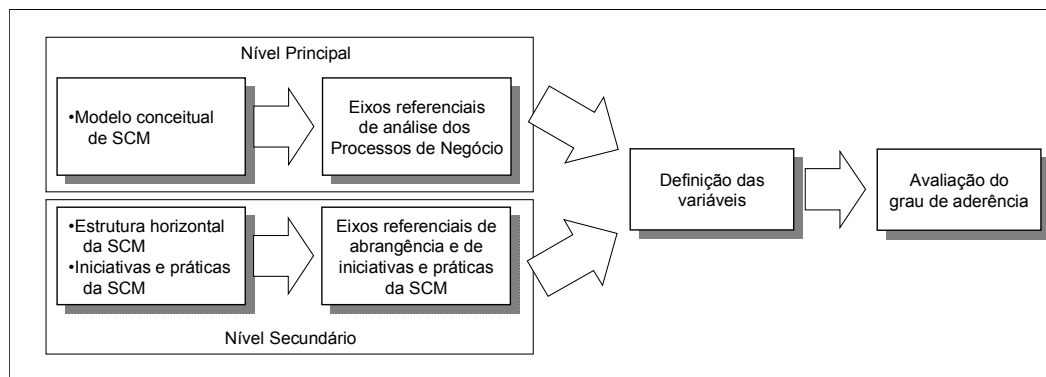 Nível Principal
•Modelo conceitual
de SCM
Eixos referenciais
de análise dos
Processos de Negócio
•Estrutura horizontal
da SCM
•Iniciativas e práticas
da SCM
Eixos referenciais de
abrangência e de
iniciativas e práticas
da SCM
Nível Secundário
Definição das
variáveis
Avaliação do
grau de aderência